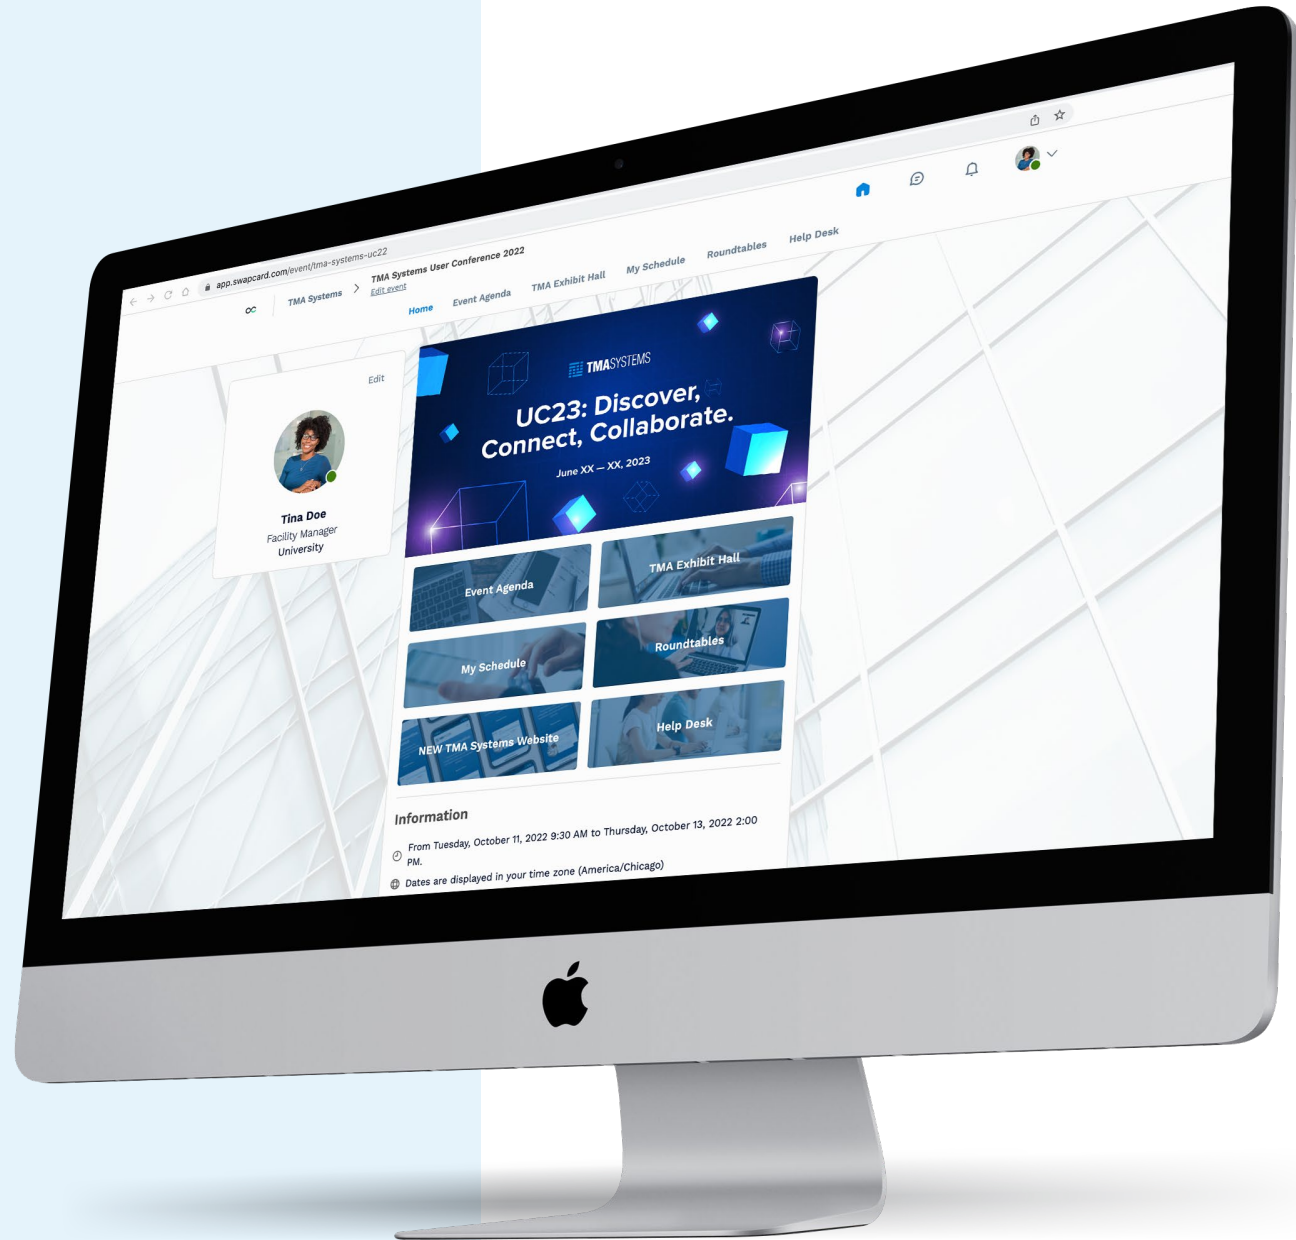 app.swapcard.com/event/tma-systems-uc22
TMA Systems
TMA Systems User Conference 2022
Edit event
Home
Event Agenda
TMA Exhibit Hall
My Schedule
Roundtables
Help Desk
Edit
Tina Doe
Facility Manager
University
TMASYSTEMS
UC23: Discover,
Connect, Collaborate.
June XX — XX, 2023
Event Agenda
TMA Exhibit Hall
My Schedule
Roundtables
NEW TMA Systems Website
Help Desk
Information
From Tuesday, October 11, 2022 9:30 AM to Thursday, October 13, 2022 2:00
PM.
Dates are displayed in your time zone (America/Chicago)